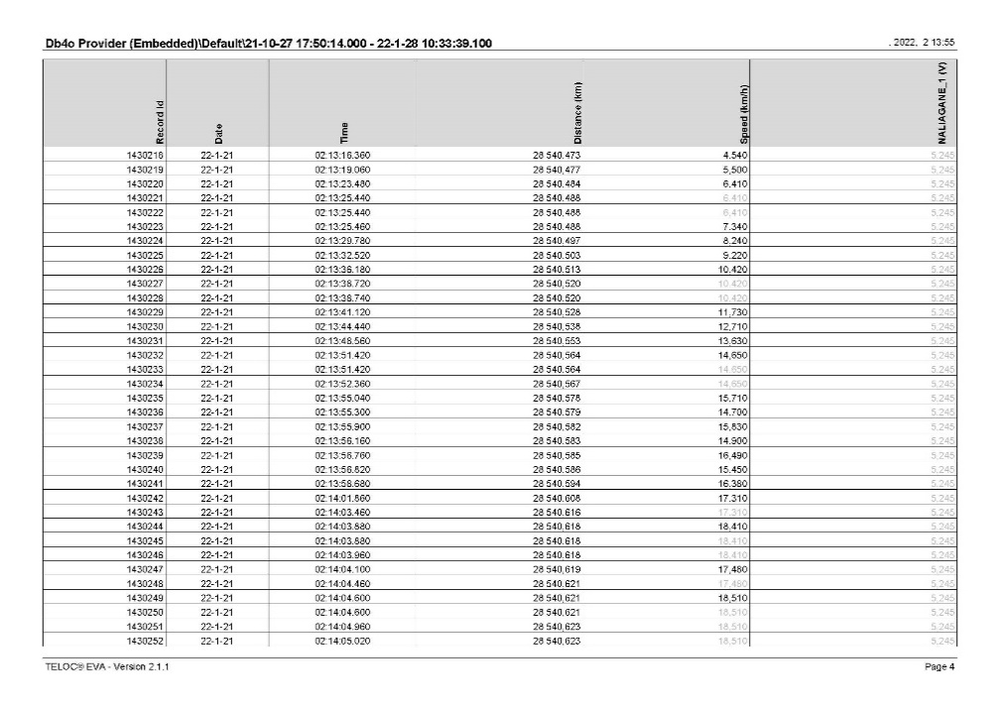 Db4o Provider (Embedded)\Default\21-10-27 17:50:14.000 - 22-1-28 10:33:39.100
. 2022, 2 13:55
Record Id Date Time Distance (km) Speed (km/h) NALIAGANE_1 (V)
1430218 22-1-21 02:13:16.360 28 540,473 4,540 5,245
1430219 22-1-21 02:13:19.060 28 540,477 5,500 5,245
1430220 22-1-21 02:13:23.480 28 540,484 6,410 5,245
1430221 22-1-21 02:13:25.440 28 540,488 6,410 5,245
1430222 22-1-21 02:13:25.440 28 540,488 6,410 5,245
1430223 22-1-21 02:13:25.460 28 540,488 7,340 5,245
1430224 22-1-21 02:13:29.780 28 540,497 8,240 5,245
1430225 22-1-21 02:13:32.520 28 540,503 9,220 5,245
1430226 22-1-21 02:13:36.180 28 540,513 10,420 5,245
1430227 22-1-21 02:13:38.720 28 540,520 10,420 5,245
1430228 22-1-21 02:13:38.740 28 540,520 10,420 5,245
1430229 22-1-21 02:13:41.120 28 540,528 11,730 5,245
1430230 22-1-21 02:13:44.440 28 540,538 12,710 5,245
1430231 22-1-21 02:13:48.560 28 540,553 13,630 5,245
1430232 22-1-21 02:13:51.420 28 540,564 14,650 5,245
1430233 22-1-21 02:13:51.420 28 540,564 14,650 5,245
1430234 22-1-21 02:13:52.360 28 540,567 14,650 5,245
1430235 22-1-21 02:13:55.040 28 540,578 15,710 5,245
1430236 22-1-21 02:13:55.300 28 540,579 14,700 5,245
1430237 22-1-21 02:13:55.900 28 540,582 15,830 5,245
1430238 22-1-21 02:13:56.160 28 540,583 14,900 5,245
1430239 22-1-21 02:13:56.760 28 540,585 16,490 5,245
1430240 22-1-21 02:13:56.820 28 540,586 15,450 5,245
1430241 22-1-21 02:13:58.680 28 540,594 16,380 5,245
1430242 22-1-21 02:14:01.860 28 540,608 17,310 5,245
1430243 22-1-21 02:14:03.460 28 540,616 17,310 5,245
1430244 22-1-21 02:14:03.880 28 540,618 18,410 5,245
1430245 22-1-21 02:14:03.880 28 540,618 18,410 5,245
1430246 22-1-21 02:14:03.960 28 540,618 18,410 5,245
1430247 22-1-21 02:14:04.100 28 540,619 17,480 5,245
1430248 22-1-21 02:14:04.460 28 540,621 17,480 5,245
1430249 22-1-21 02:14:04.600 28 540,621 18,510 5,245
1430250 22-1-21 02:14:04.600 28 540,621 18,510 5,245
1430251 22-1-21 02:14:04.960 28 540,623 18,510 5,245
1430252 22-1-21 02:14:05.020 28 540,623 18,510 5,245
TELOC® EVA - Version 2.1.1
Page 4